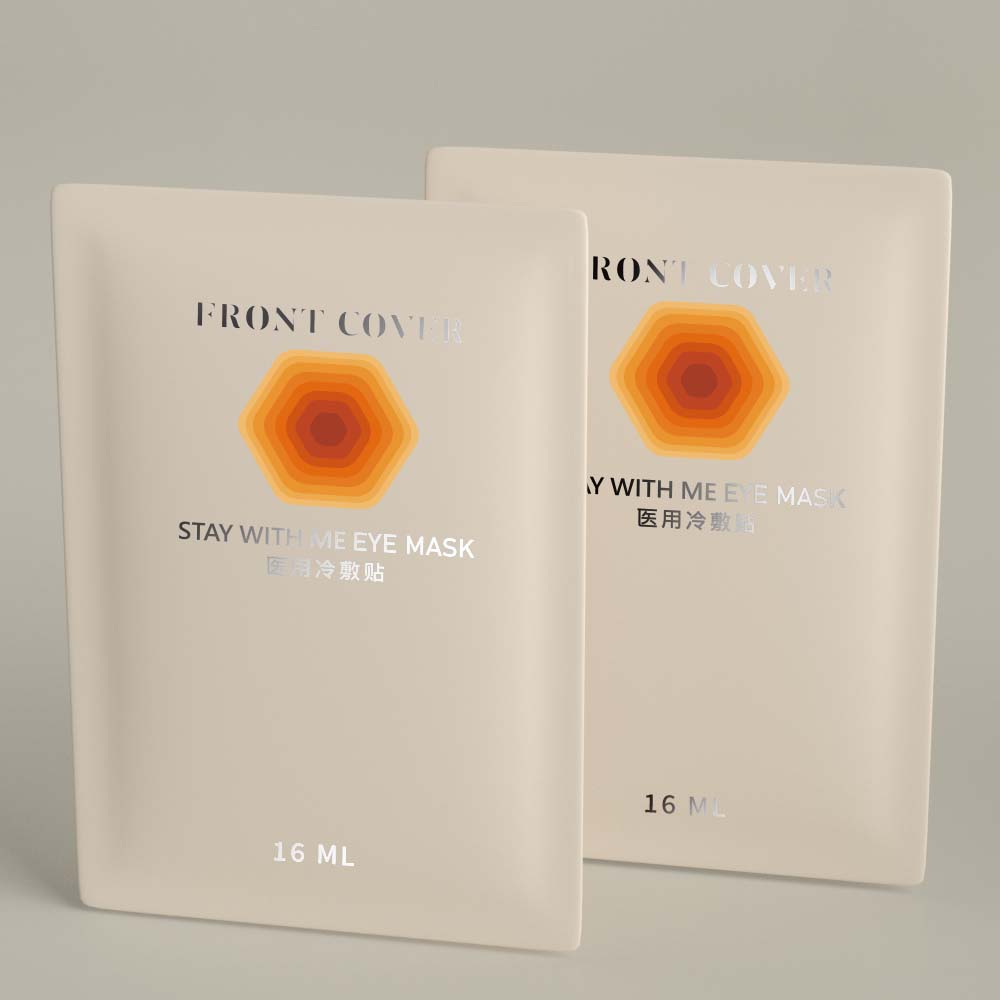 FRONT COVER
STAY WITH ME EYE MASK
医用冷敷贴
16 ML
RONT COVER
AY WITH ME EYE MASK
医用冷敷贴
16 ML